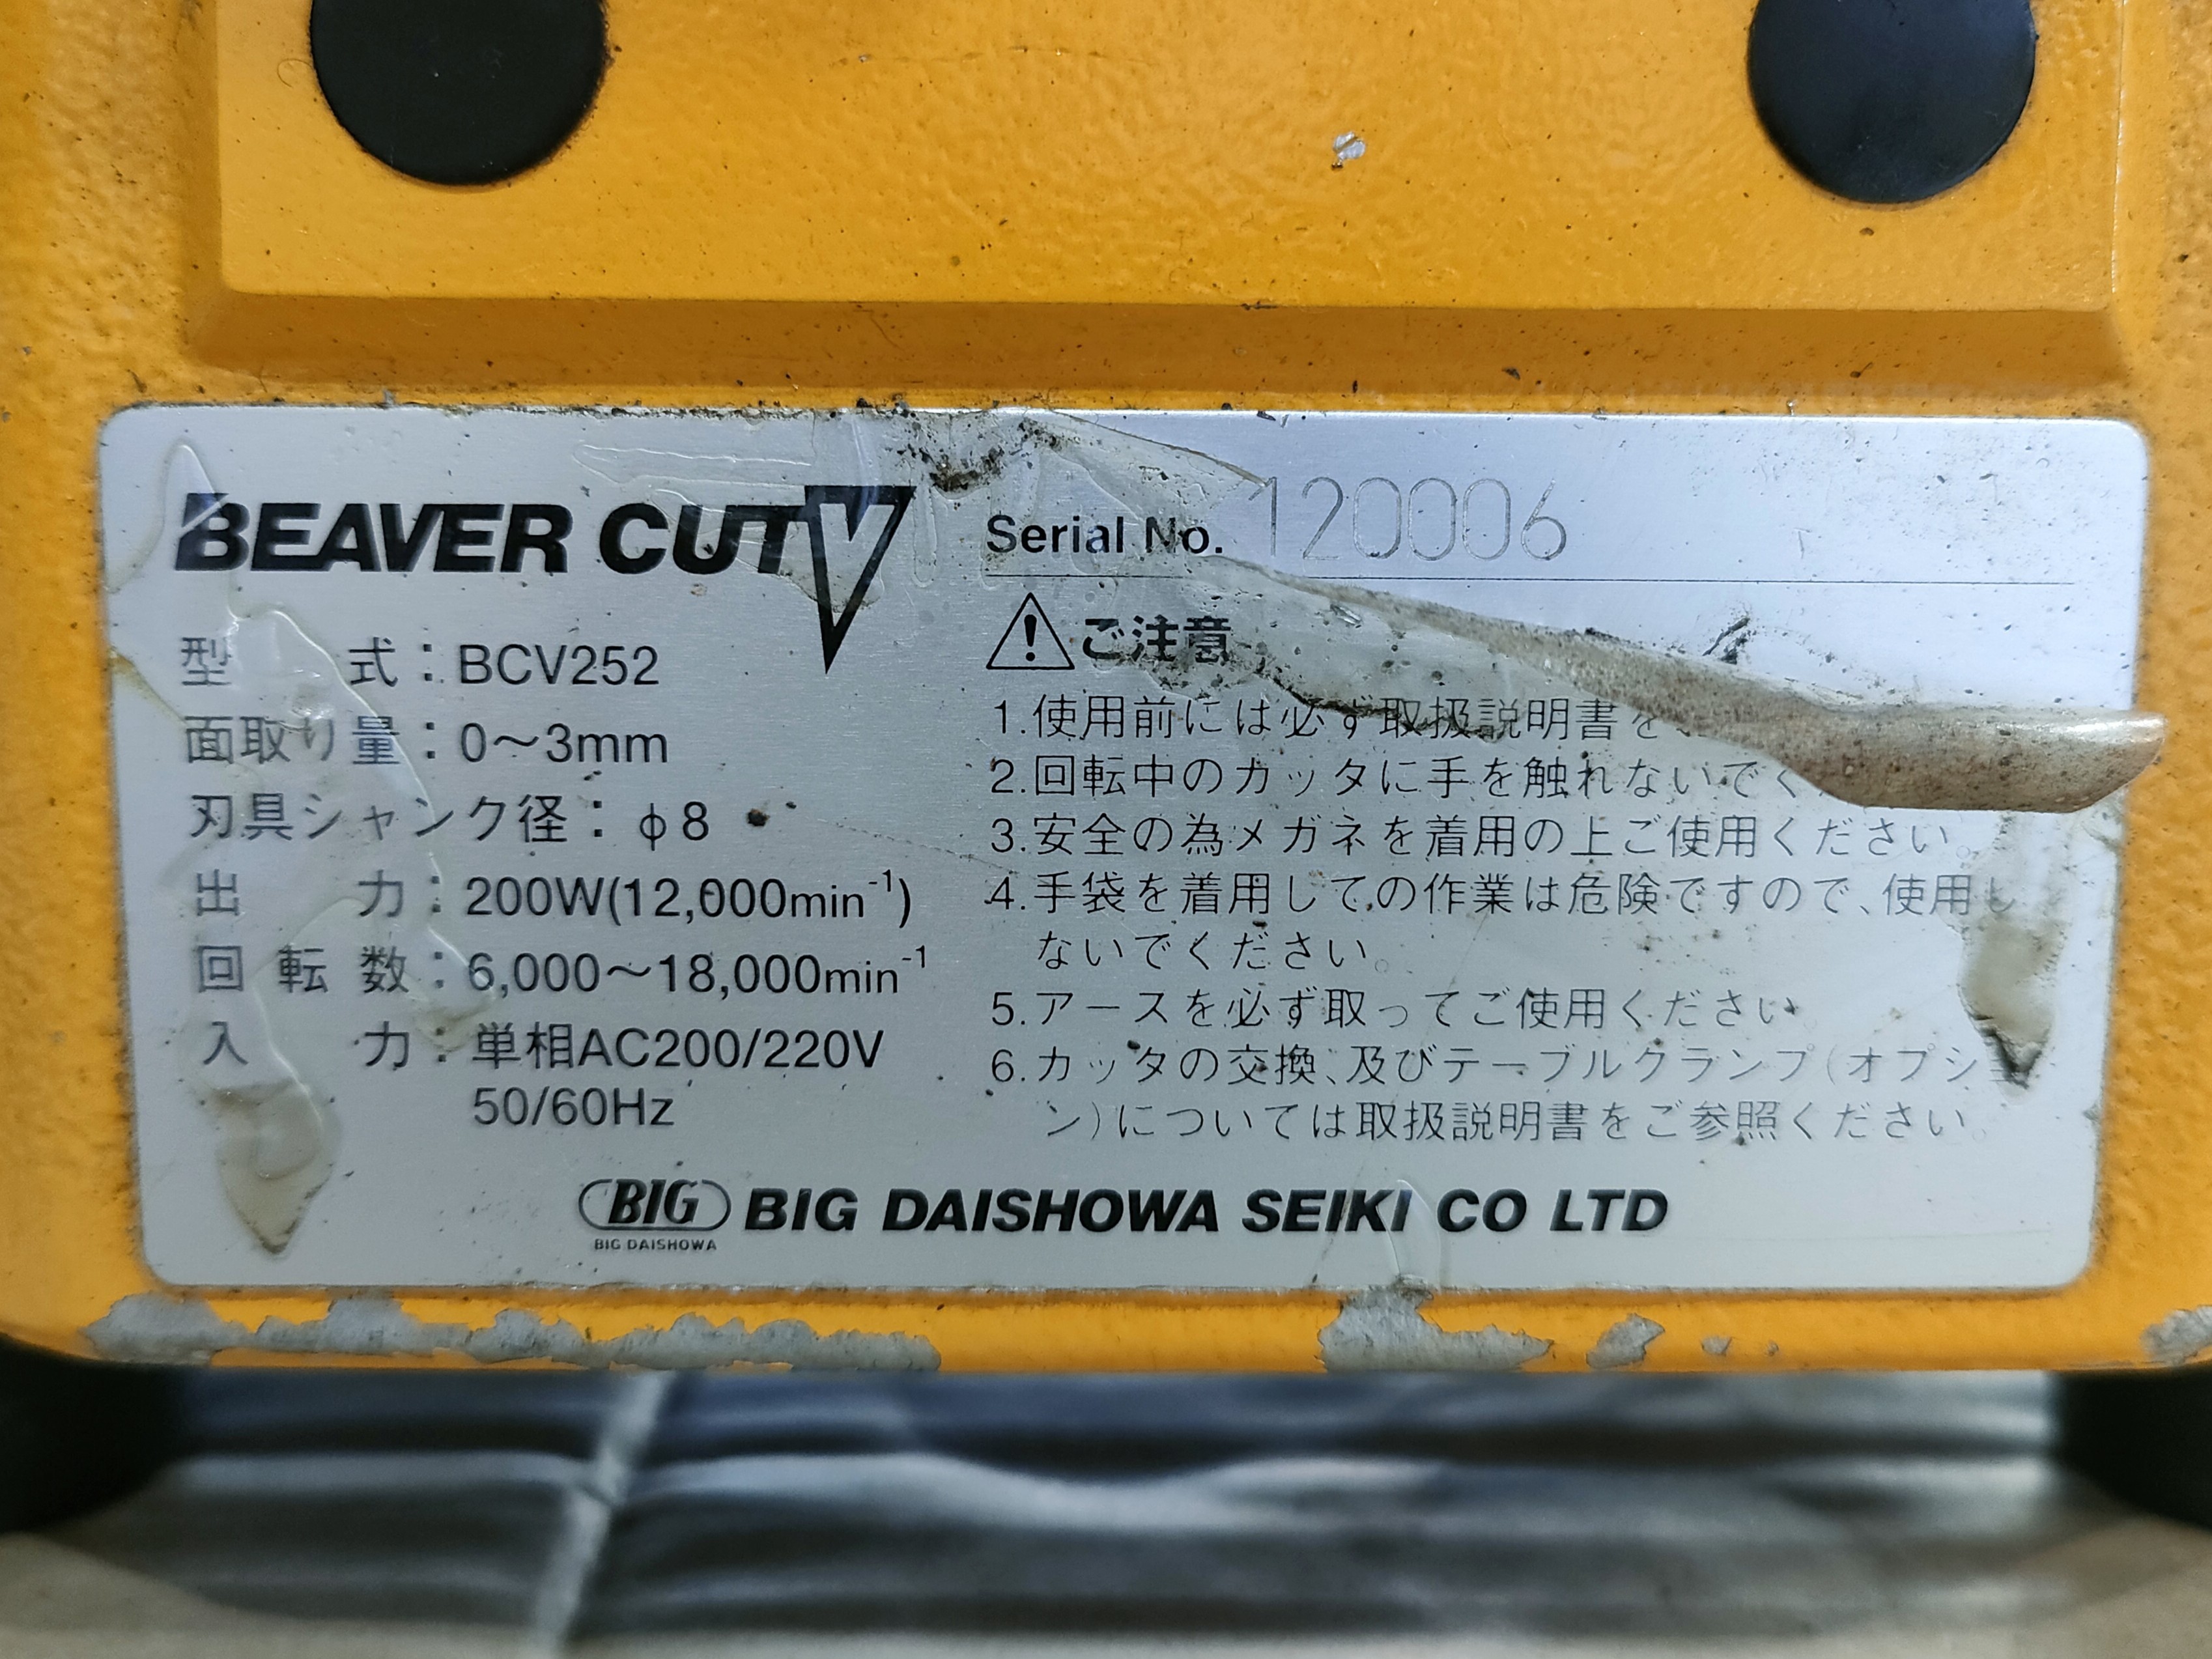 BEAVER CUT V
型 式：BCV252
面取り量：0～3mm
刃具シャンク径：φ8
出 力：200W(12,000min-1)
回 転 数：6,000～18,000min-1
入 力：単相AC200/220V
50/60Hz
Serial No. 120006
ご注意
1.使用前には必ず取扱説明書を
2.回転中のカッタに手を触れないでく
3.安全の為メガネを着用の上ご使用ください。
4.手袋を着用しての作業は危険ですので、使用し
ないでください。
5.アースを必ず取ってご使用ください
6.カッタの交換、及びテーブルクランプ(オプショ
ン)については取扱説明書をご参照ください。
BIG BIG DAISHOWA SEIKI CO LTD
BIG DAISHOWA